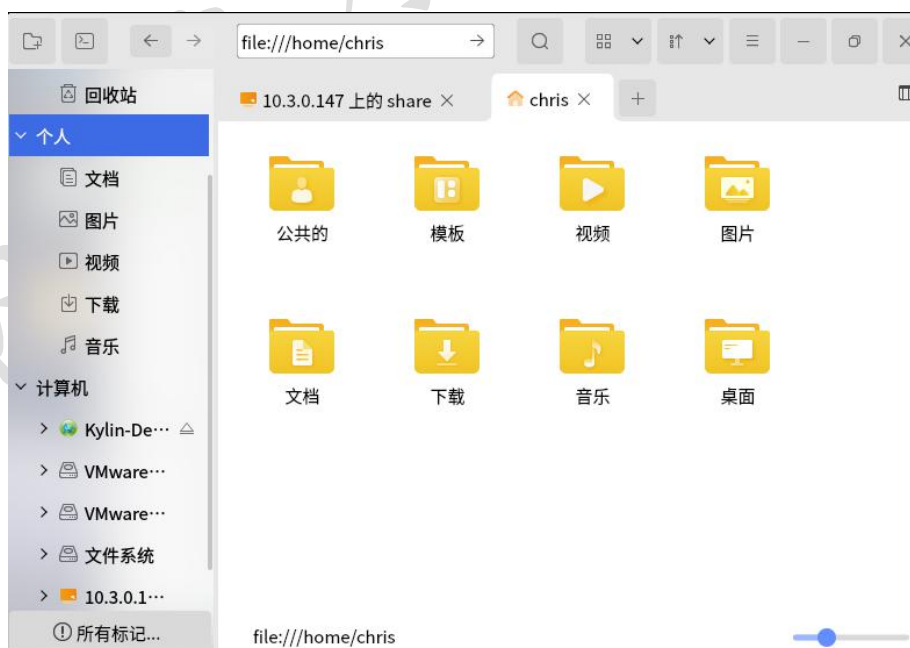 file:///home/chris
回收站
10.3.0.147 上的 share
chris
个人
文档
图片
视频
下载
音乐
计算机
Kylin-De···
VMware···
VMware···
文件系统
10.3.0.1···
所有标记...
公共的
模板
视频
图片
文档
下载
音乐
桌面
file:///home/chris